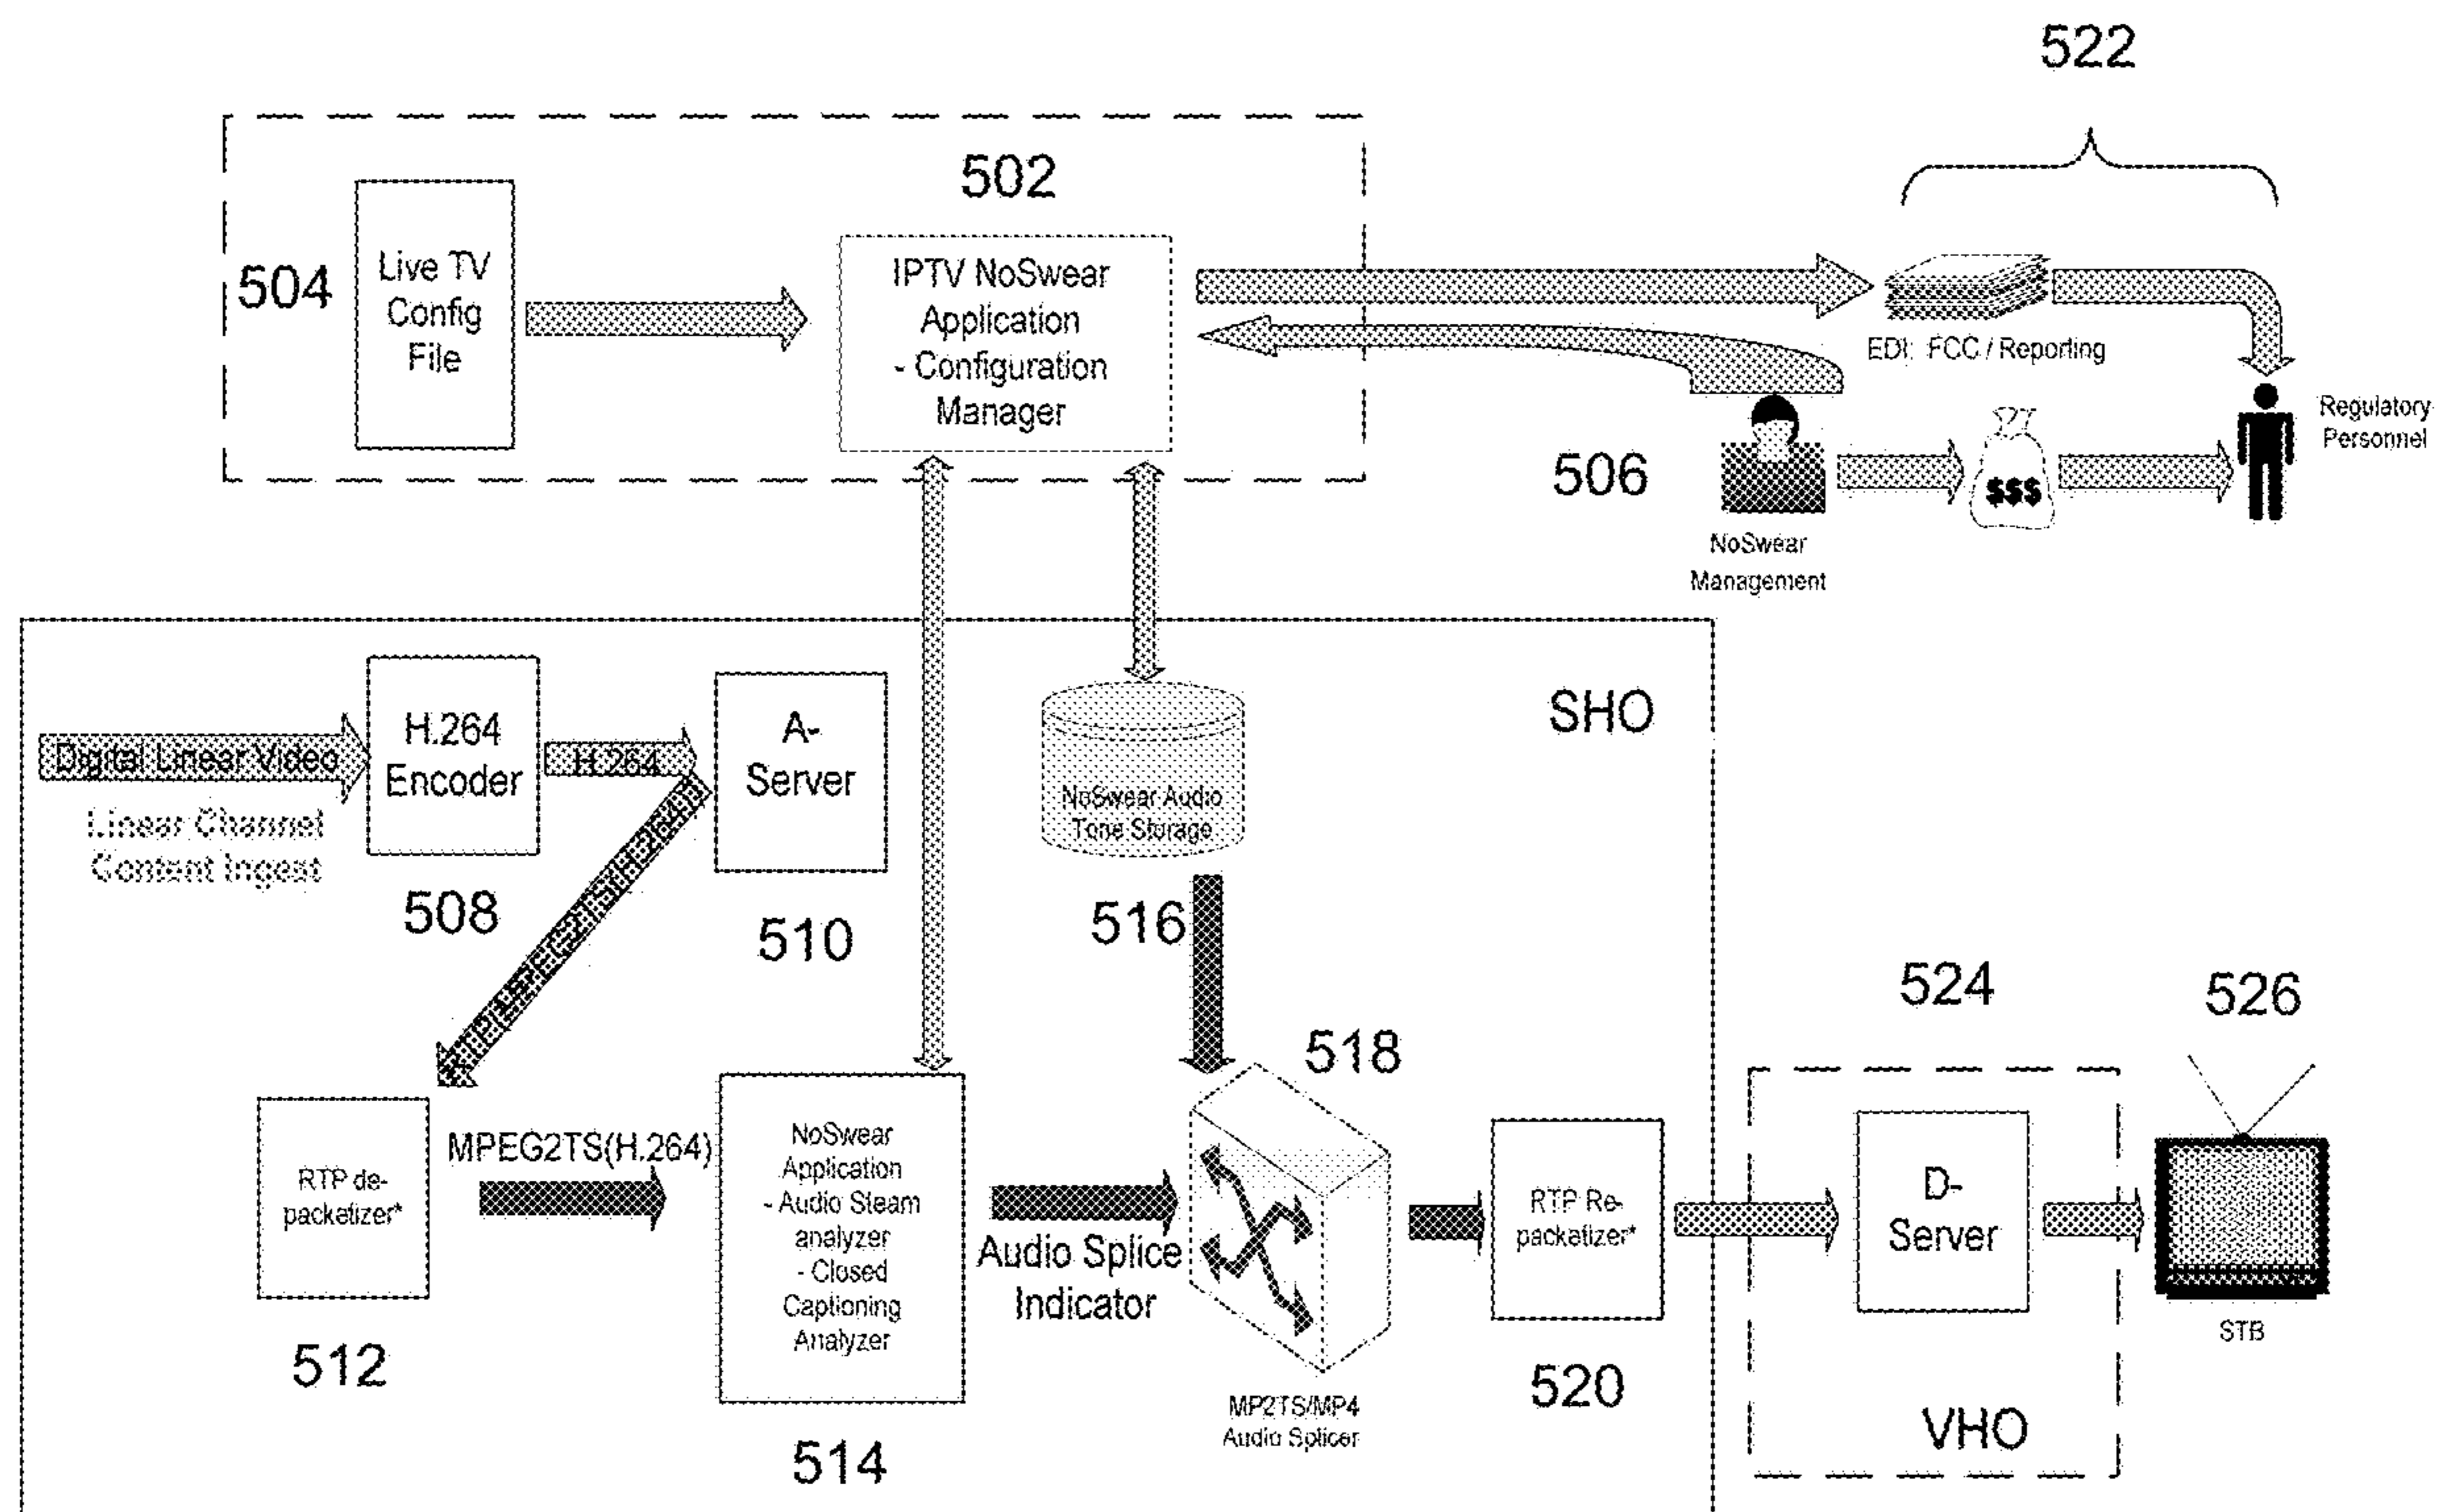 522
502
504
Live TV
Config
File
IPTV NoSwear
Application
- Configuration
Manager
EDI: FCC / Reporting
Regulatory
Personnel
506
$$$
NoSwear
Management
SHO
Digital Linear Video
Linear Channel
Content Ingest
H.264
Encoder
H.264
A-
Server
NoSwear Audio
Tone Storage
508
510
516
518
524
526
RTP de-
packetizer*
MPEG2TS(H.264)
NoSwear
Application
- Audio Steam
analyzer
- Closed
Captioning
Analyzer
Audio Splice
Indicator
RTP Re-
packetizer*
D-
Server
STB
512
514
MP2TS/MP4
Audio Splicer
520
VHO